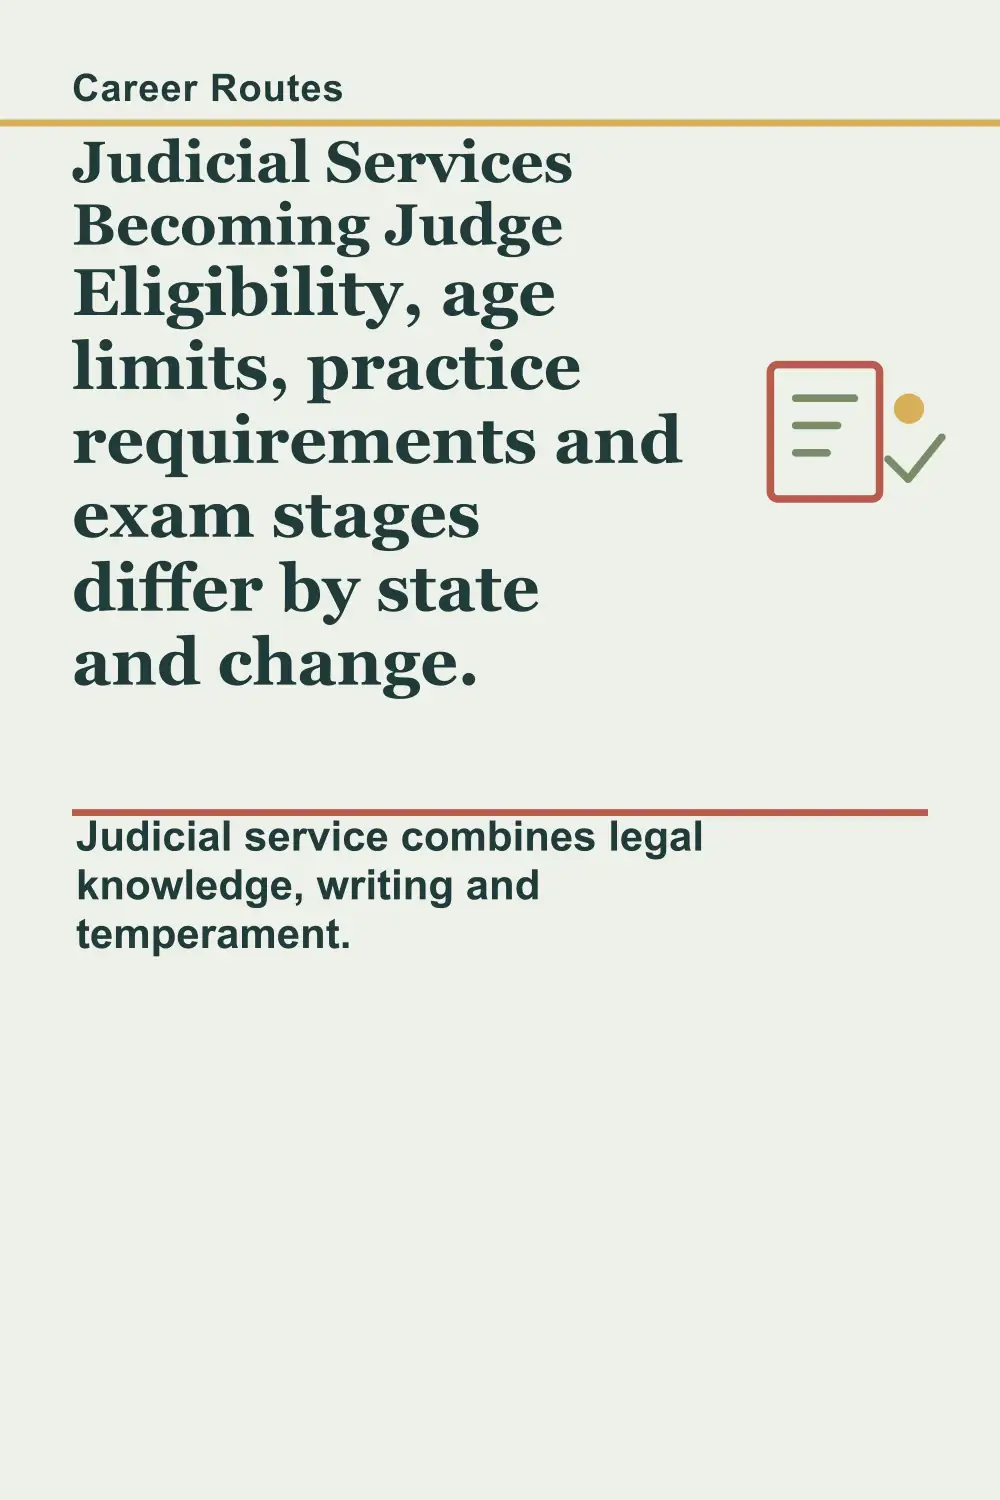 Career Routes
Judicial Services
Becoming Judge
Eligibility, age
limits, practice
requirements and
exam stages
differ by state
and change.
Judicial service combines legal
knowledge, writing and
temperament.